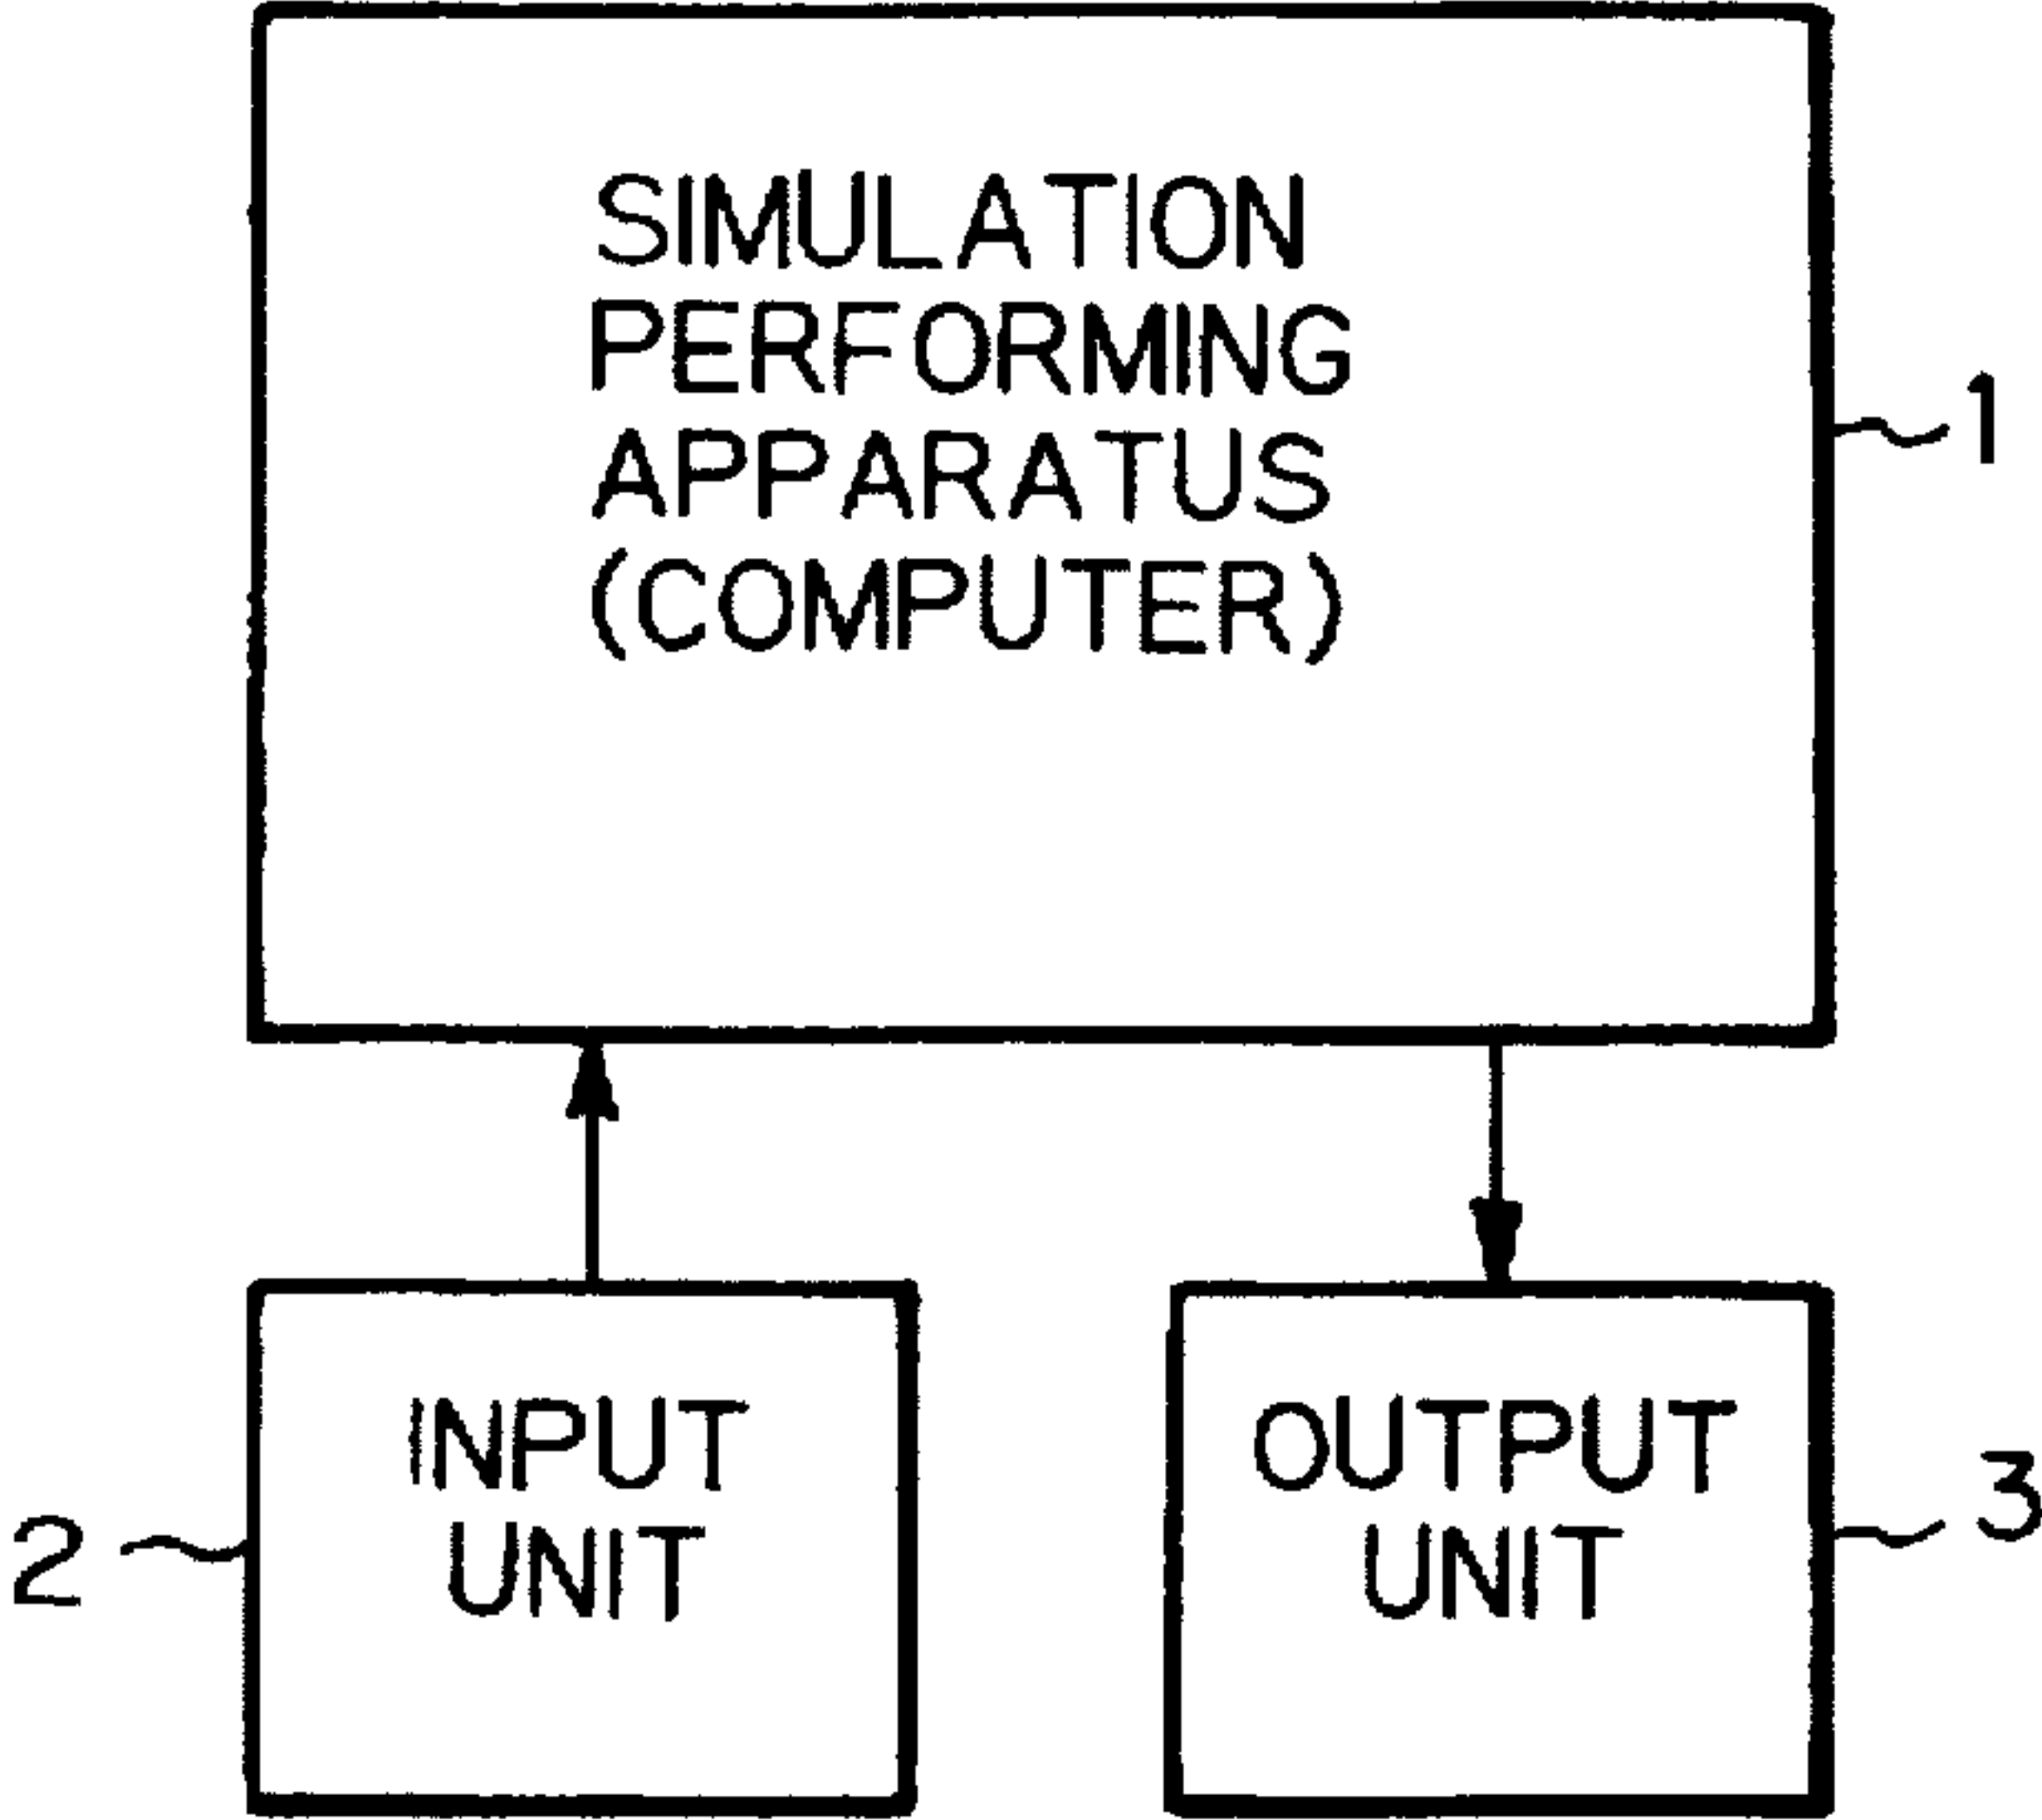 SIMULATION
PERFORMING
APPARATUS
(COMPUTER)
1
INPUT
UNIT
2
OUTPUT
UNIT
3